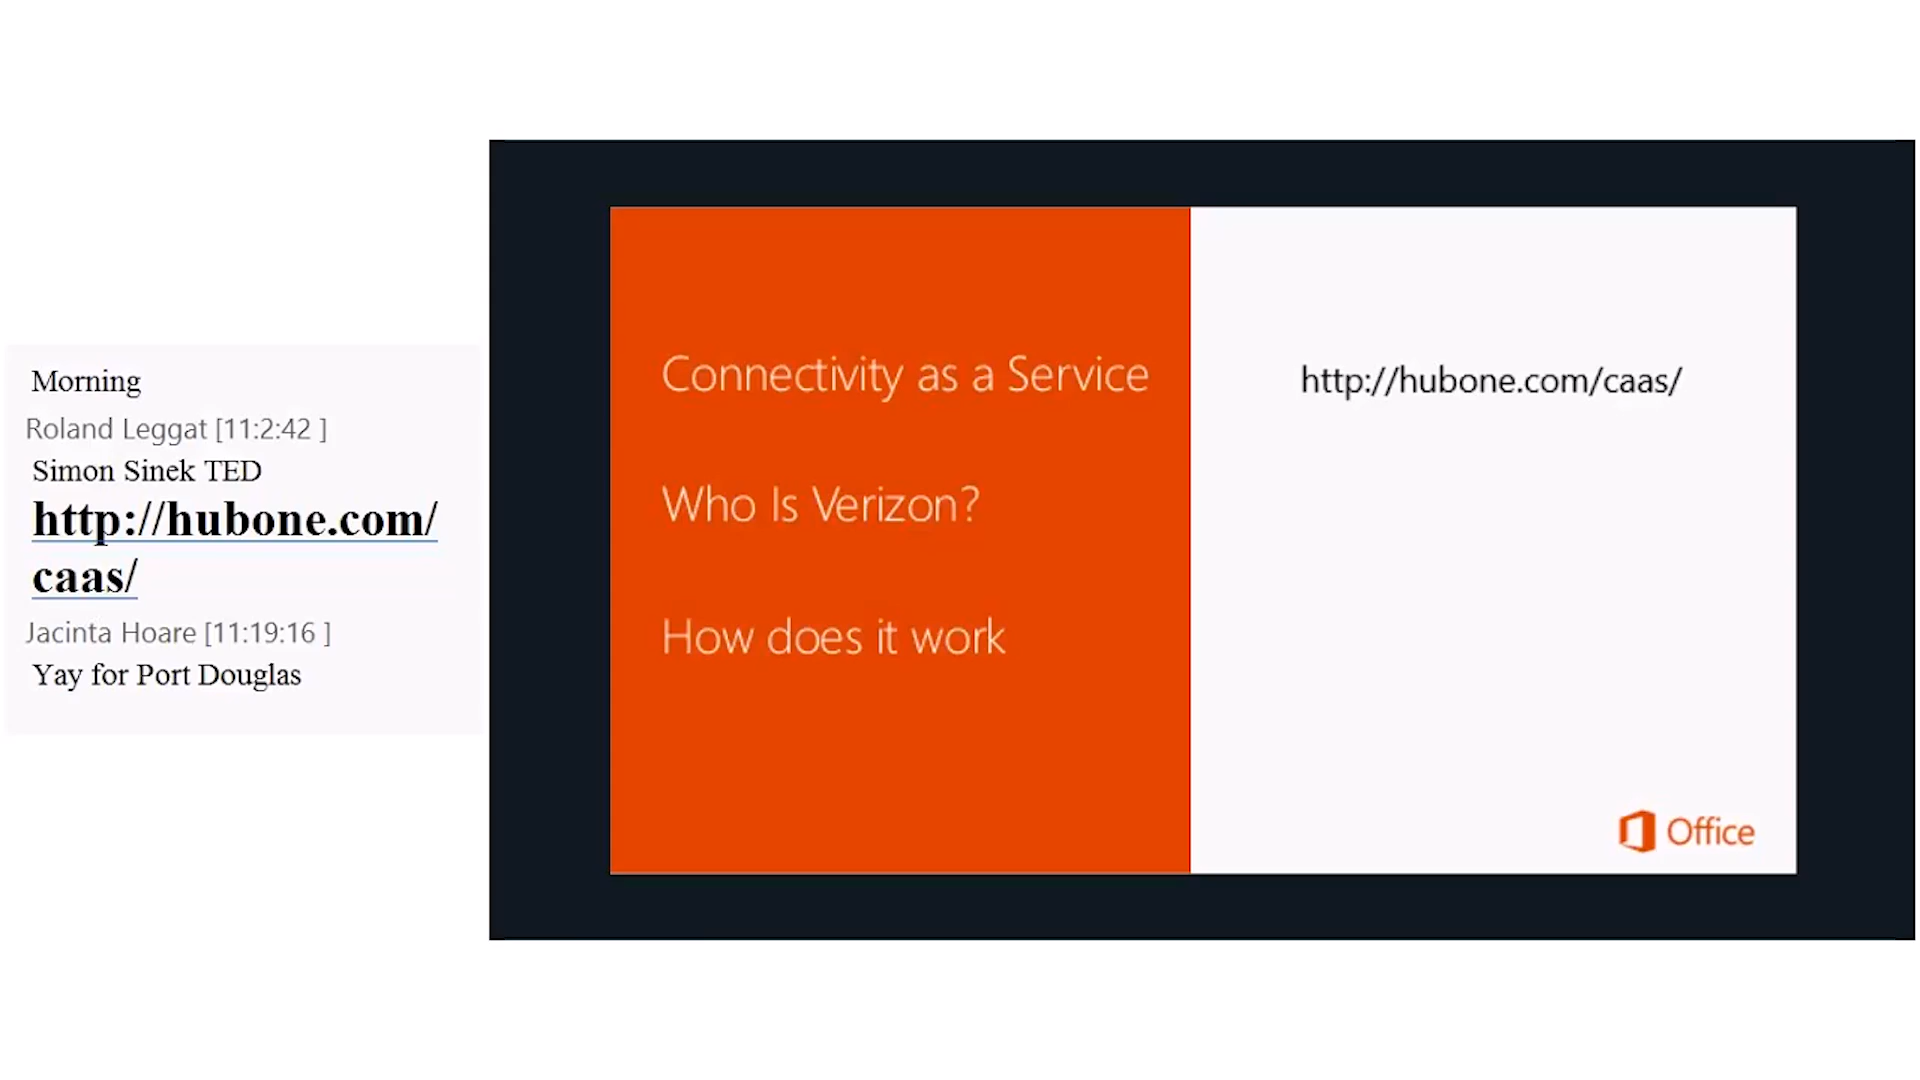 Morning
Roland Leggat [11:2:42 ]
Simon Sinek TED
http://hubone.com/
caas/
Jacinta Hoare [11:19:16 ]
Yay for Port Douglas
Connectivity as a Service
Who Is Verizon?
How does it work
http://hubone.com/caas/
Office